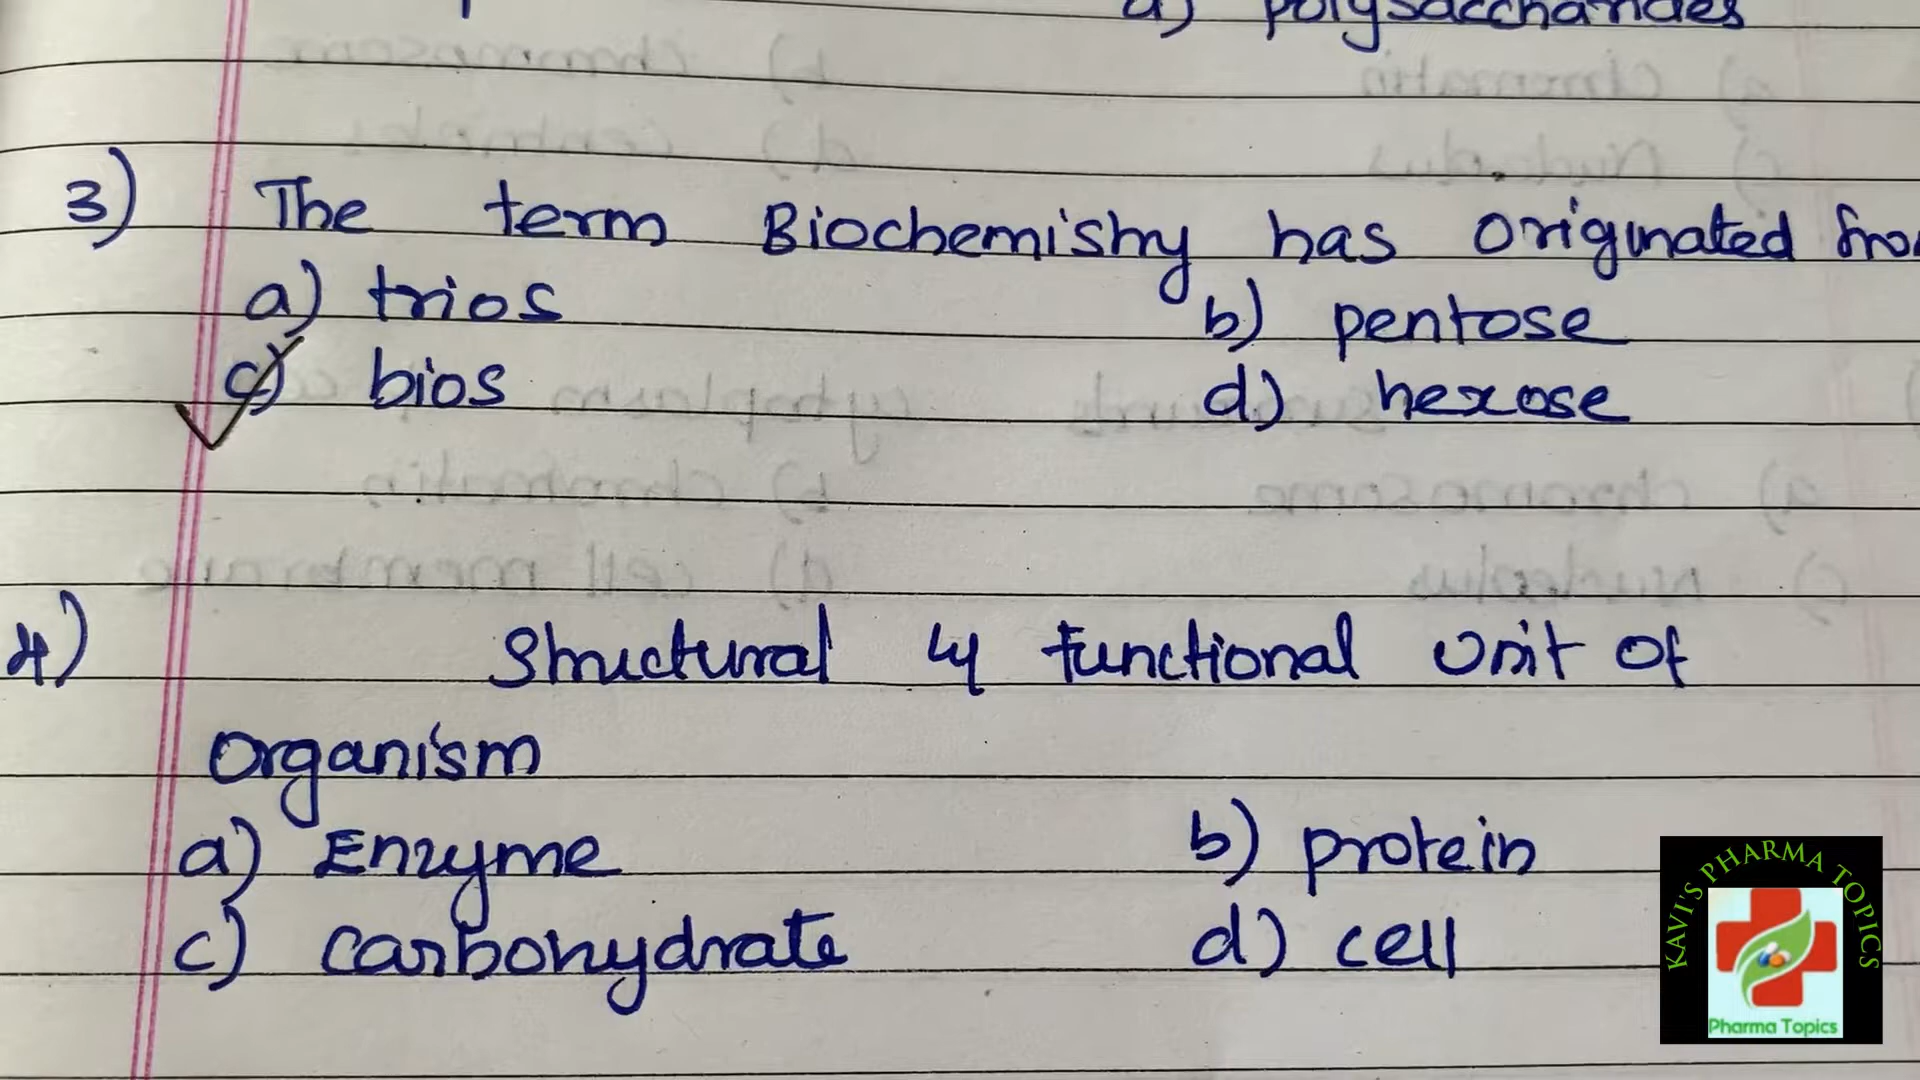 d) polysaccharides
3) The term Biochemistry has originated from
a) trios b) pentose
c) bios d) hexose
4) Structural & functional unit of
Organism
a) Enzyme b) protein
c) carbohydrate d) cell
KAVI'S PHARMA TOPICS
Pharma Topics